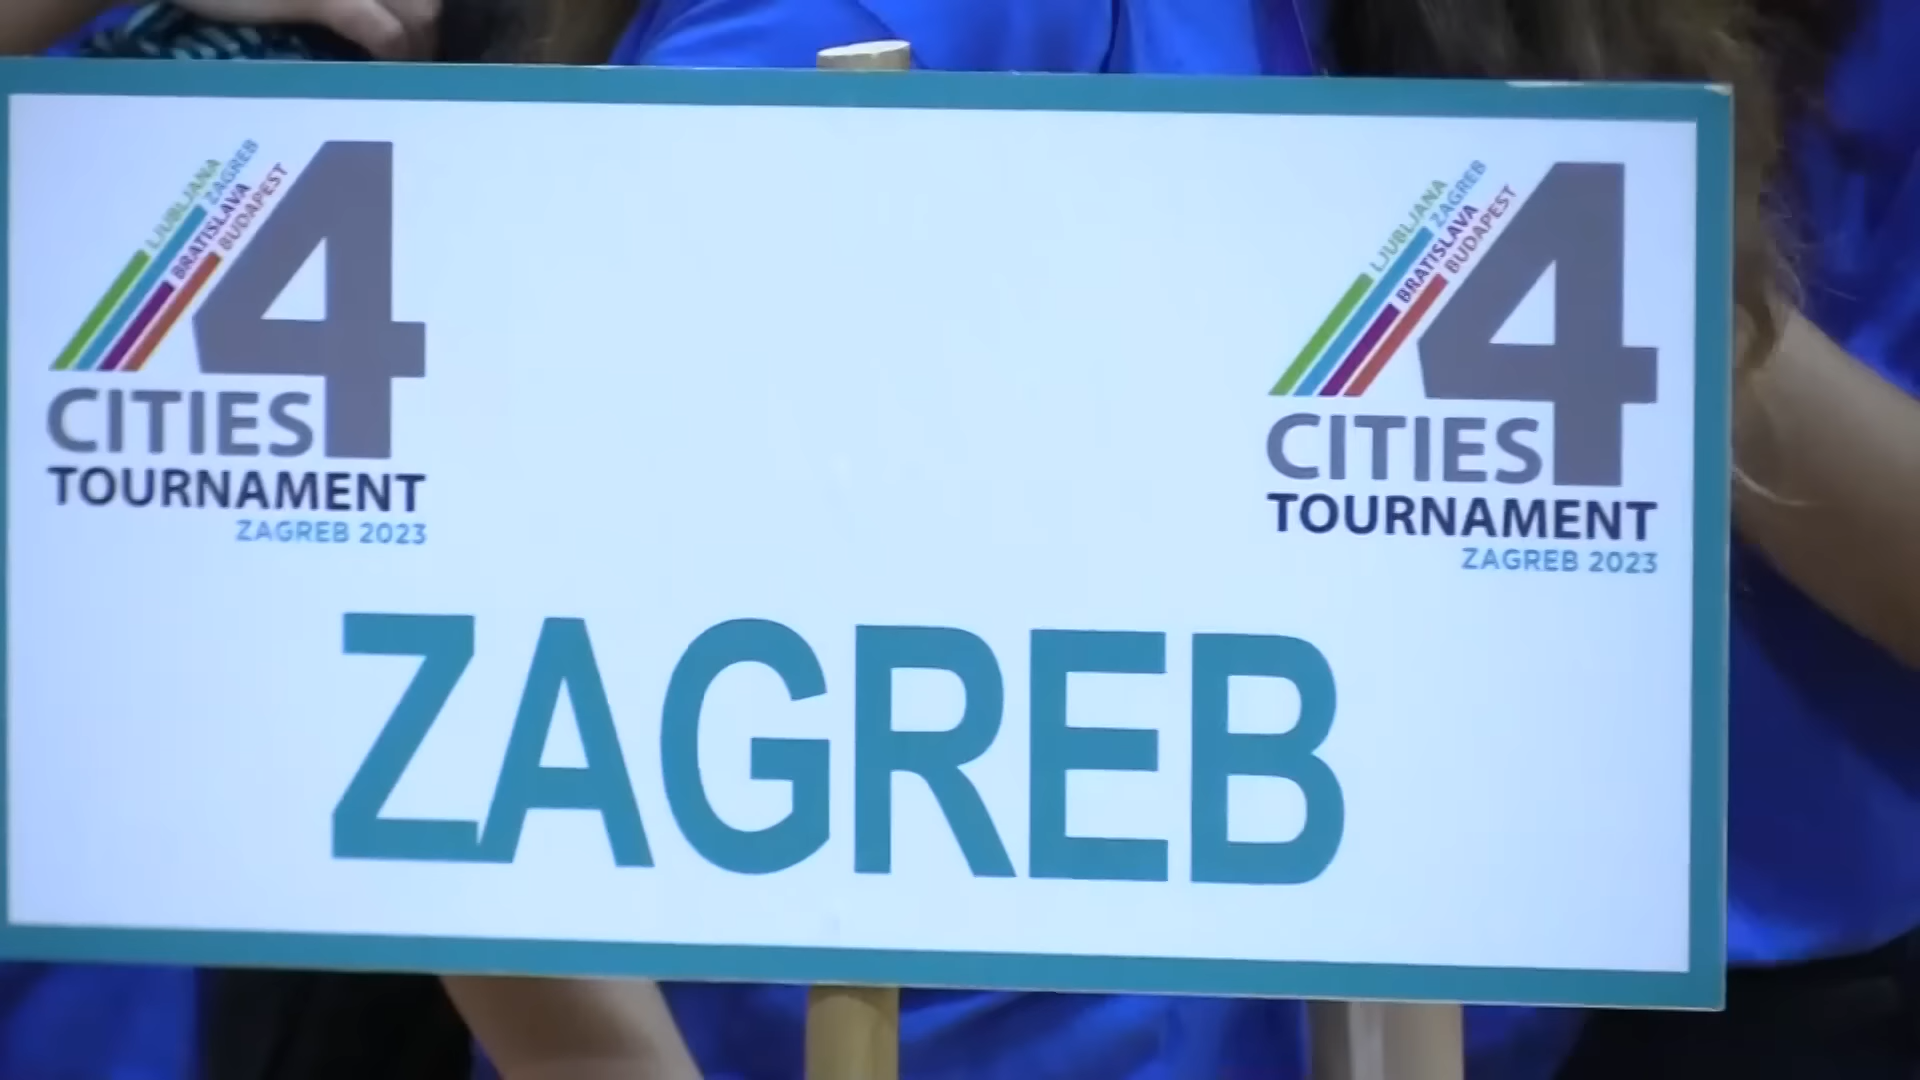 LJUBLJANA
ZAGREB
BRATISLAVA
BUDAPEST
4
CITIES
TOURNAMENT
ZAGREB 2023
LJUBLJANA
ZAGREB
BRATISLAVA
BUDAPEST
4
CITIES
TOURNAMENT
ZAGREB 2023
ZAGREB